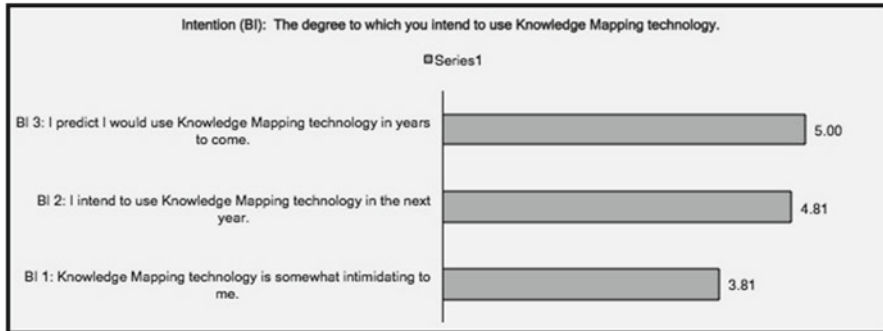 Intention (BI): The degree to which you intend to use Knowledge Mapping technology.
Series1
BI 3: I predict I would use Knowledge Mapping technology in years
to come.
5.00
BI 2: I intend to use Knowledge Mapping technology in the next
year.
4.81
BI 1: Knowledge Mapping technology is somewhat intimidating to
me.
3.81